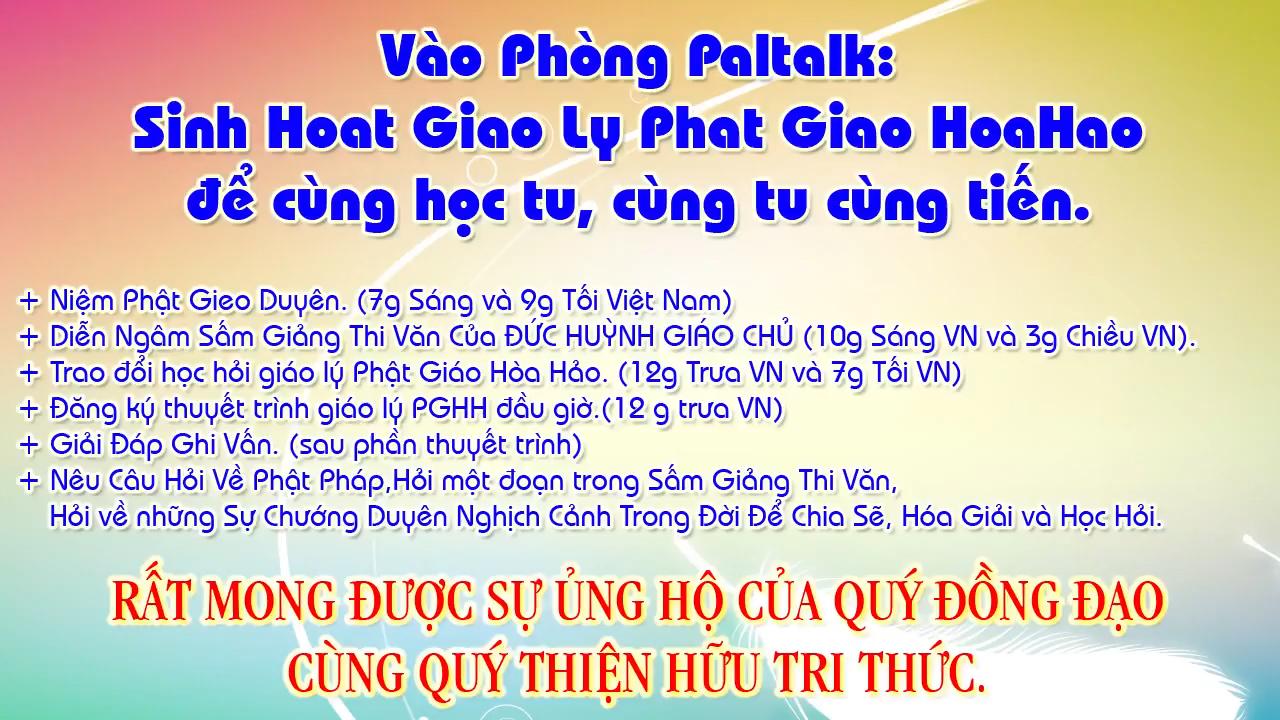 Vào Phòng Paltalk:
Sinh Hoat Giao Ly Phat Giao HoaHao
để cùng học tu, cùng tu cùng tiến.
+ Niệm Phật Gieo Duyên. (7g Sáng và 9g Tối Việt Nam)
+ Diễn Ngâm Sấm Giảng Thi Văn Của ĐỨC HUỲNH GIÁO CHỦ (10g Sáng VN và 3g Chiều VN).
+ Trao đổi học hỏi giáo lý Phật Giáo Hòa Hảo. (12g Trưa VN và 7g Tối VN)
+ Đăng ký thuyết trình giáo lý PGHH đầu giờ.(12 g trưa VN)
+ Giải Đáp Ghi Vấn. (sau phần thuyết trình)
+ Nêu Câu Hỏi Về Phật Pháp,Hỏi một đoạn trong Sấm Giảng Thi Văn,
Hỏi về những Sự Chướng Duyên Nghịch Cảnh Trong Đời Để Chia Sẽ, Hóa Giải và Học Hỏi.
RẤT MONG ĐƯỢC SỰ ỦNG HỘ CỦA QUÝ ĐỒNG ĐẠO
CÙNG QUÝ THIỆN HỮU TRI THỨC.